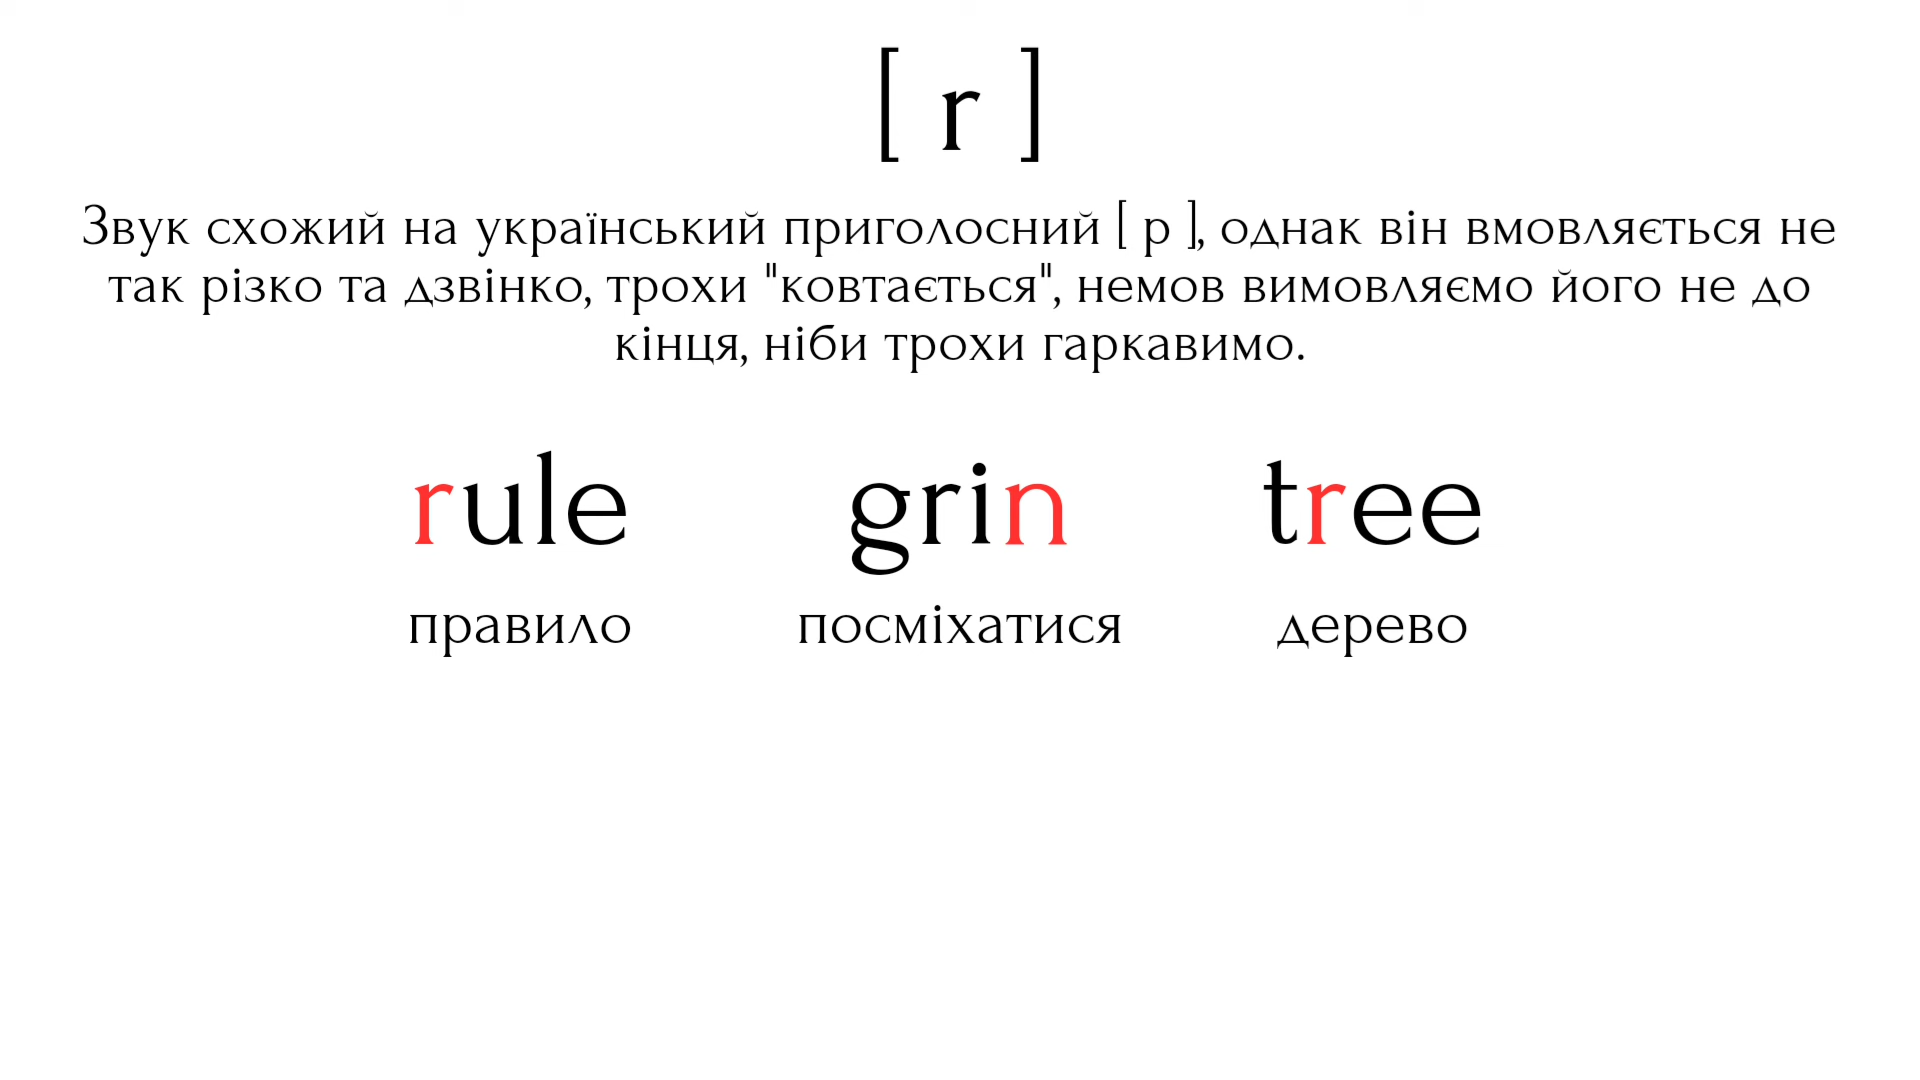 [ r ]
Звук схожий на український приголосний [ р ], однак він вмовляється не
так різко та дзвінко, трохи "ковтається", немов вимовляємо його не до
кінця, ніби трохи гаркавимо.
rule grin tree
правило посміхатися дерево